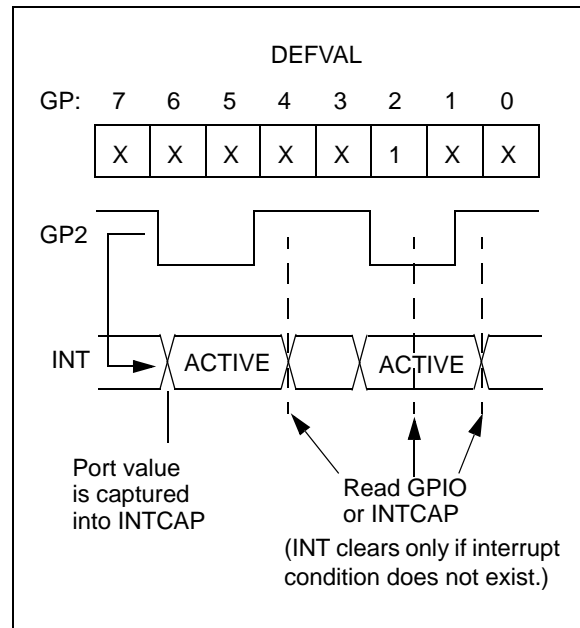 DEFVAL
GP: 7 6 5 4 3 2 1 0
X X X X X 1 X X
GP2
INT ACTIVE ACTIVE
Port value
is captured
into INTCAP
Read GPIO
or INTCAP
(INT clears only if interrupt
condition does not exist.)